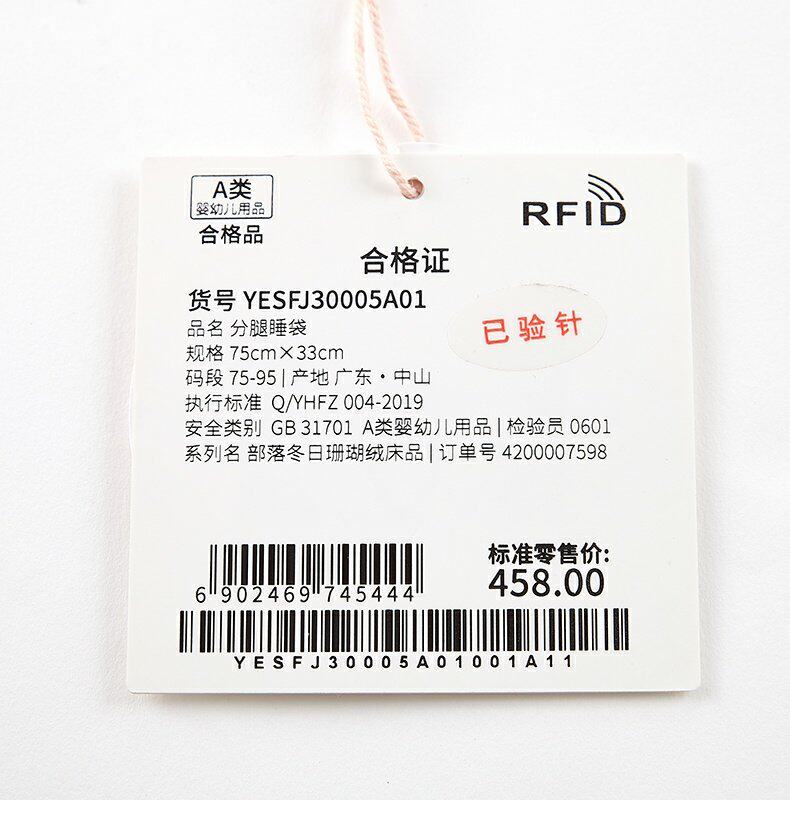 A类
婴幼儿用品
合格品
RFID
合格证
货号 YESFJ30005A01
已验针
品名 分腿睡袋
规格 75cm×33cm
码段 75-95 | 产地 广东·中山
执行标准 Q/YHFZ 004-2019
安全类别 GB 31701 A类婴幼儿用品 | 检验员 0601
系列名 部落冬日珊瑚绒床品 | 订单号 4200007598
标准零售价:
458.00
6 902469 745444
YESFJ30005A01001A11